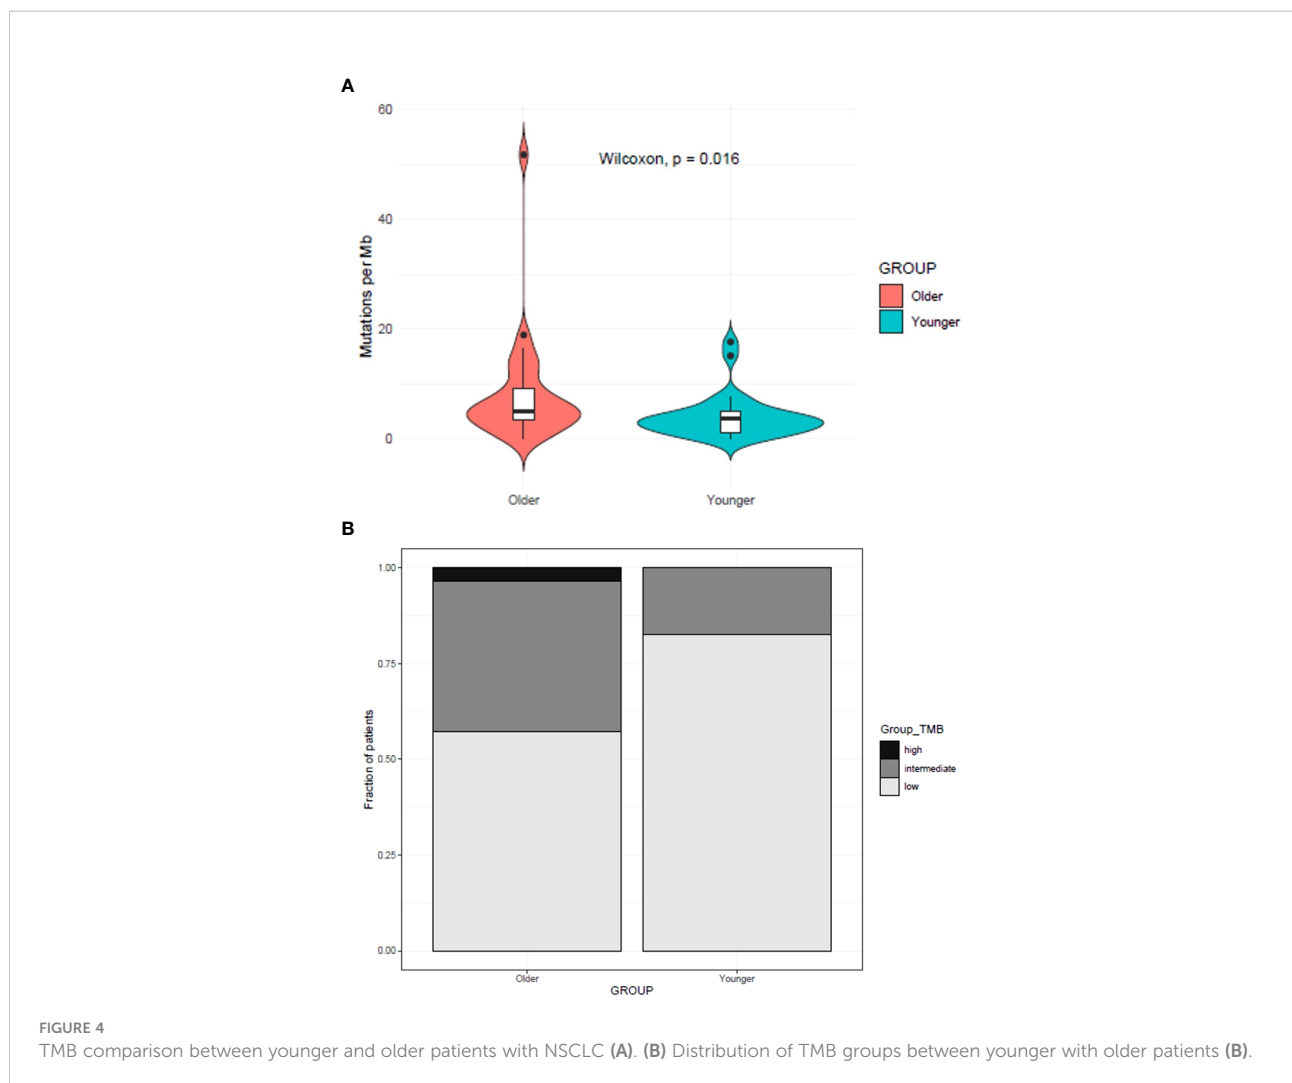 A
60
Wilcoxon, p = 0.016
40
Mutations per Mb
20
0
GROUP
Older
Younger
Older Younger
B
1.00
0.75
0.50
0.25
0.00
Fraction of patients
Group_TMB
high
intermediate
low
Older Younger
GROUP
FIGURE 4
TMB comparison between younger and older patients with NSCLC (A). (B) Distribution of TMB groups between younger with older patients (B).